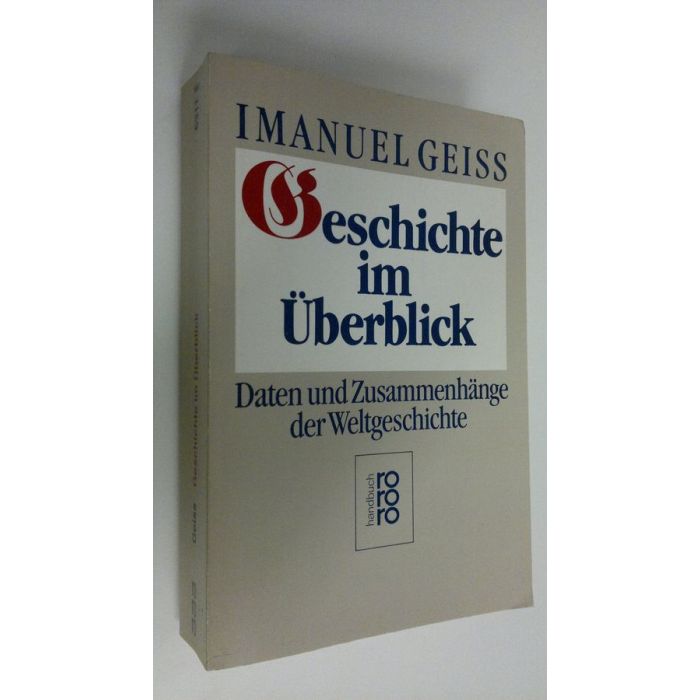 IMANUEL GEISS
Geschichte
im
Überblick
Daten und Zusammenhänge
der Weltgeschichte
handbuch
ro
ro
ro
Geiss Geschichte im Überblick